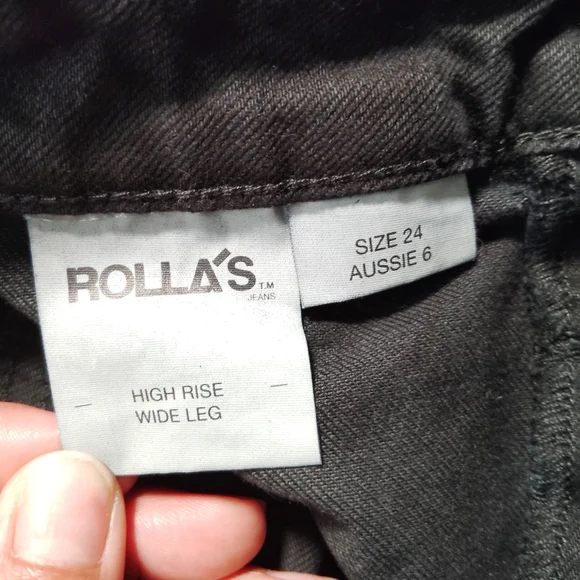 ROLLA'S T.M
JEANS
HIGH RISE
WIDE LEG
SIZE 24
AUSSIE 6